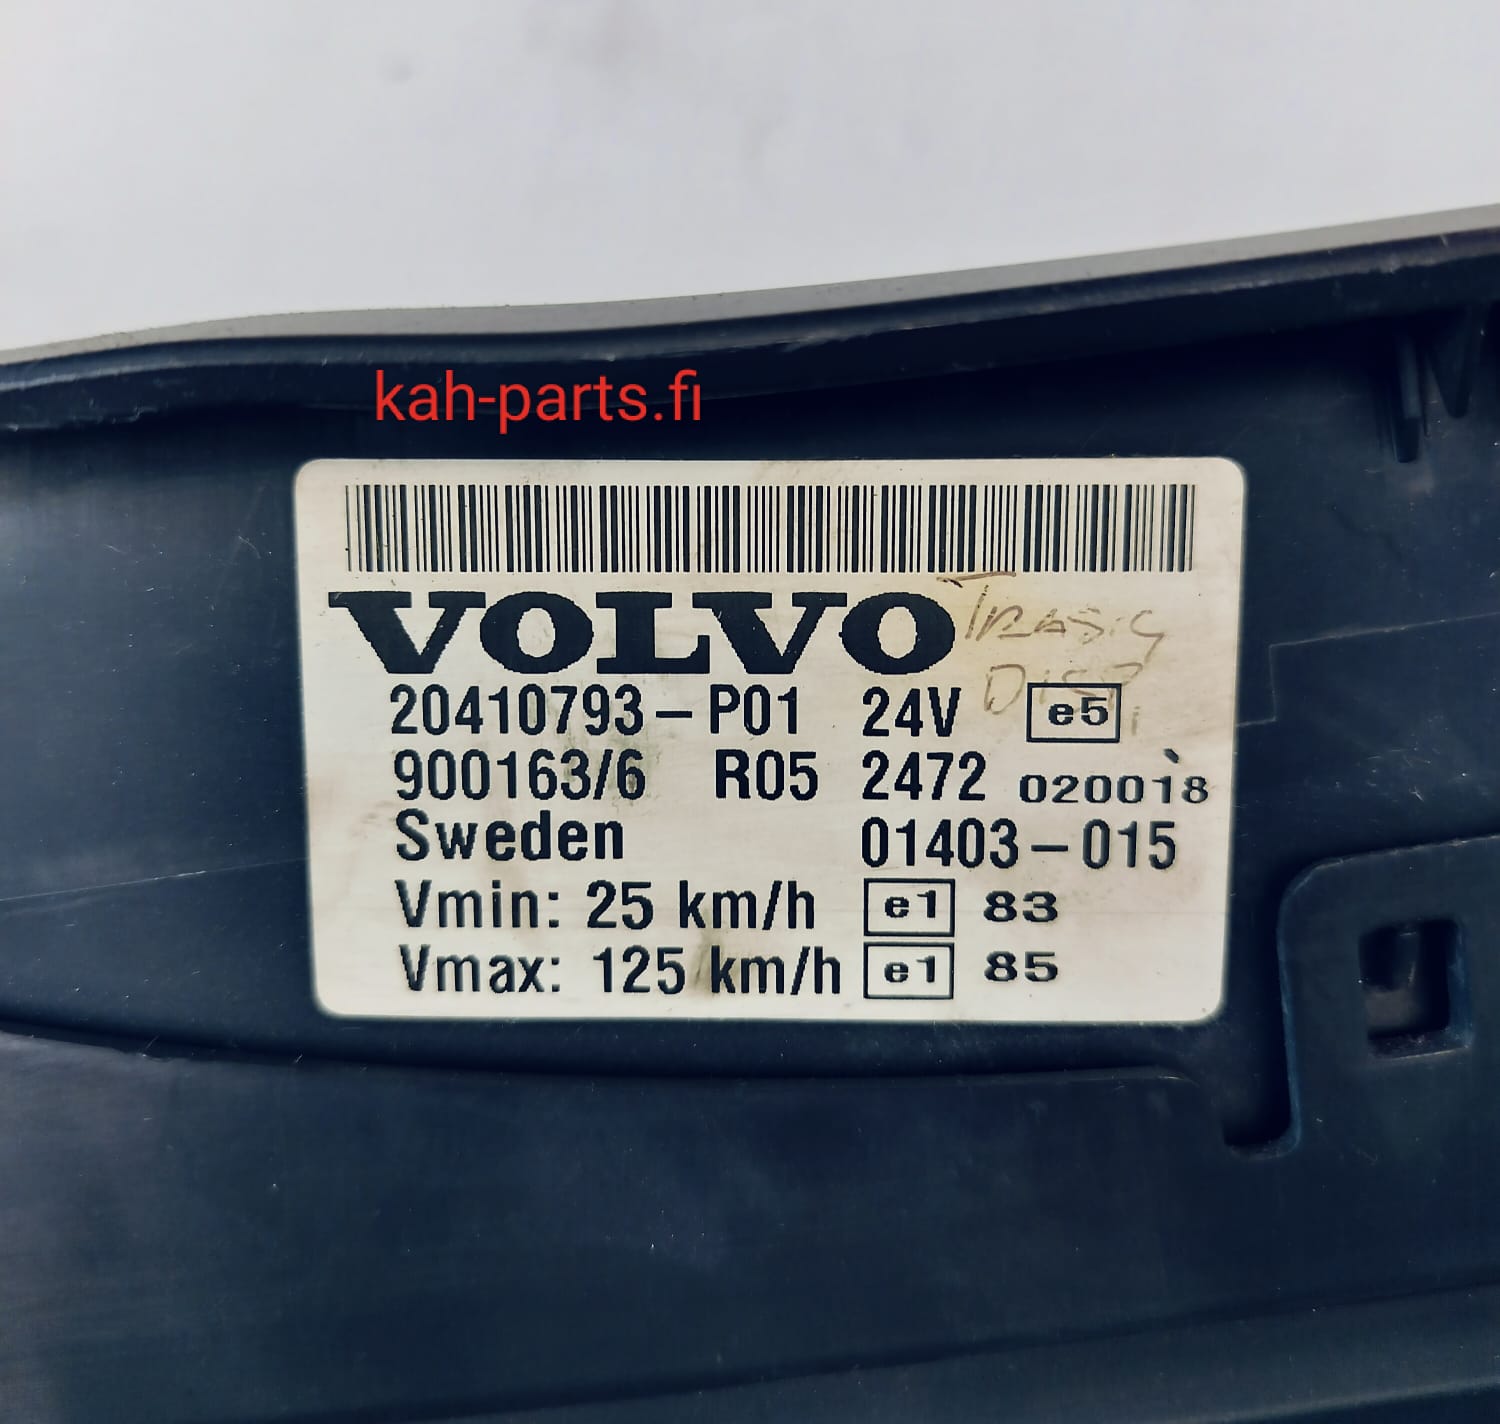 kah-parts.fi
VOLVO
20410793-P01 24V e5
900163/6 R05 2472 020018
Sweden 01403-015
Vmin: 25 km/h e1 83
Vmax: 125 km/h e1 85